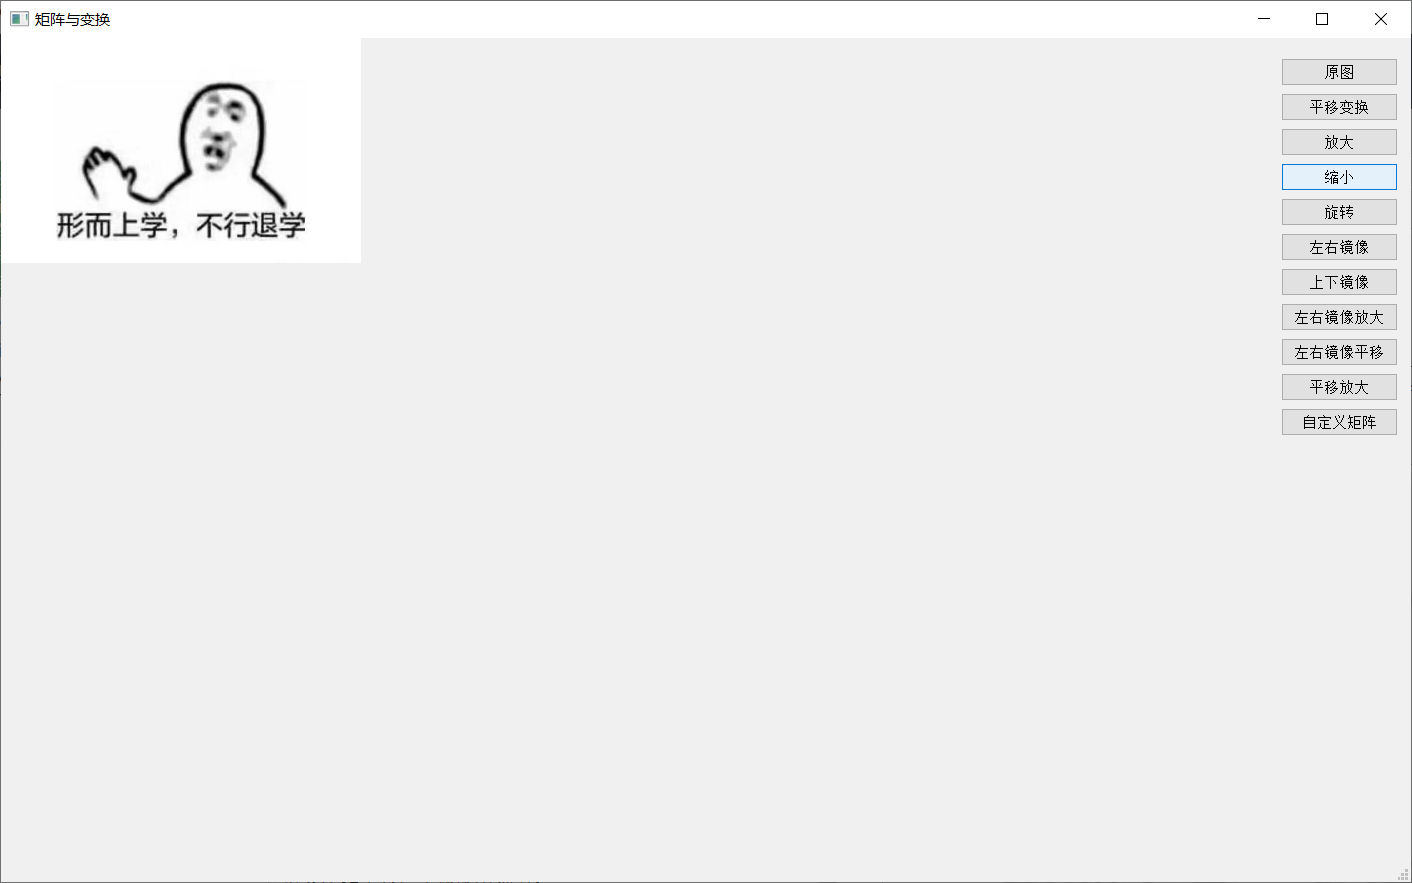 矩阵与变换
形而上学，不行退学
原图
平移变换
放大
缩小
旋转
左右镜像
上下镜像
左右镜像放大
左右镜像平移
平移放大
自定义矩阵